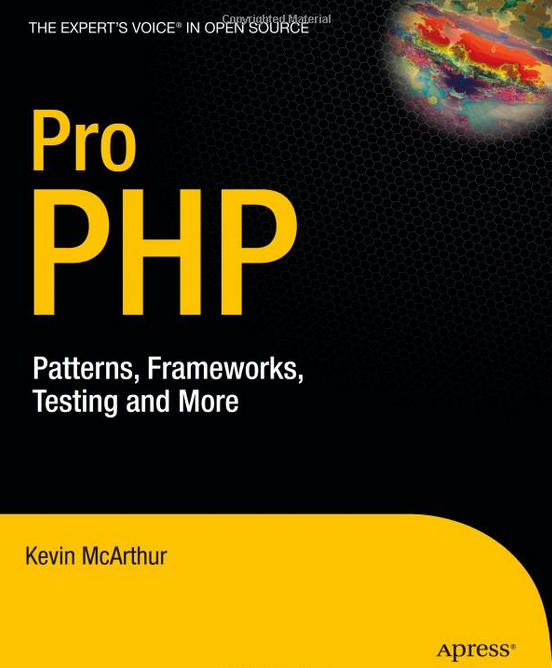 Copyrighted Material
THE EXPERT'S VOICE® IN OPEN SOURCE
Pro
PHP
Patterns, Frameworks,
Testing and More
Kevin McArthur
Apress®